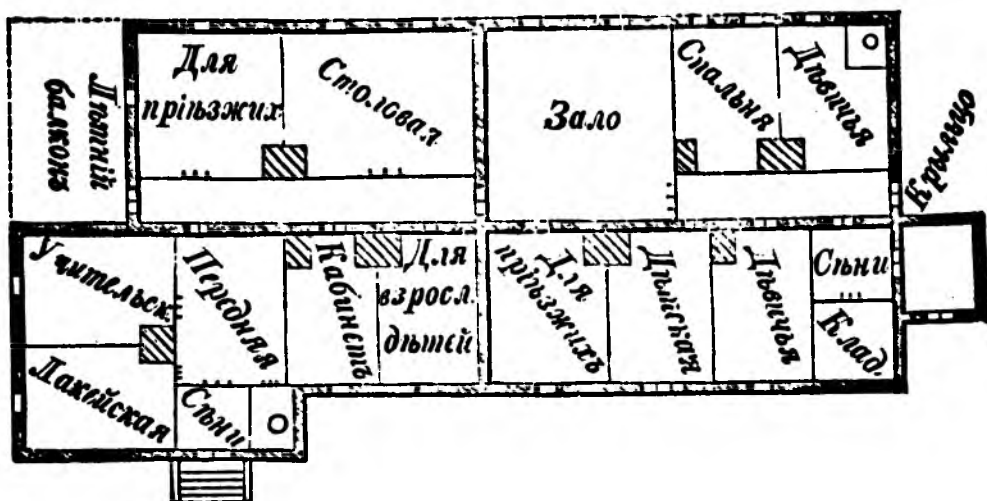 Лѣтній
балконъ
Для
пріѣзжих
Столовая
Зало
Спальня
Дѣвичья
Крыльцо
Учительск.
Лакейская
Передняя
Сѣни
Кабинетъ
Для
взросл.
дѣтей
Для
пріѣзжихъ
Дѣтская
Дѣвичья
Сѣни
Клад.